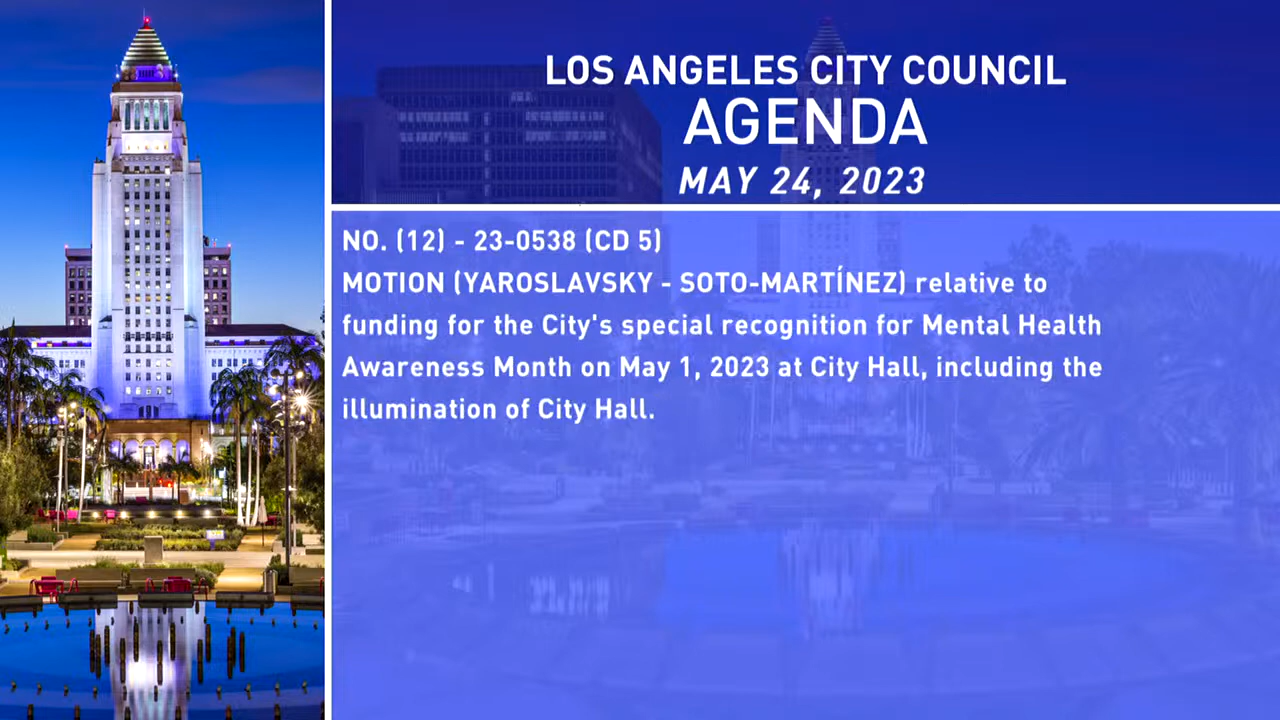 LOS ANGELES CITY COUNCIL
AGENDA
MAY 24, 2023
NO. (12) - 23-0538 (CD 5)
MOTION (YAROSLAVSKY - SOTO-MARTÍNEZ) relative to
funding for the City's special recognition for Mental Health
Awareness Month on May 1, 2023 at City Hall, including the
illumination of City Hall.